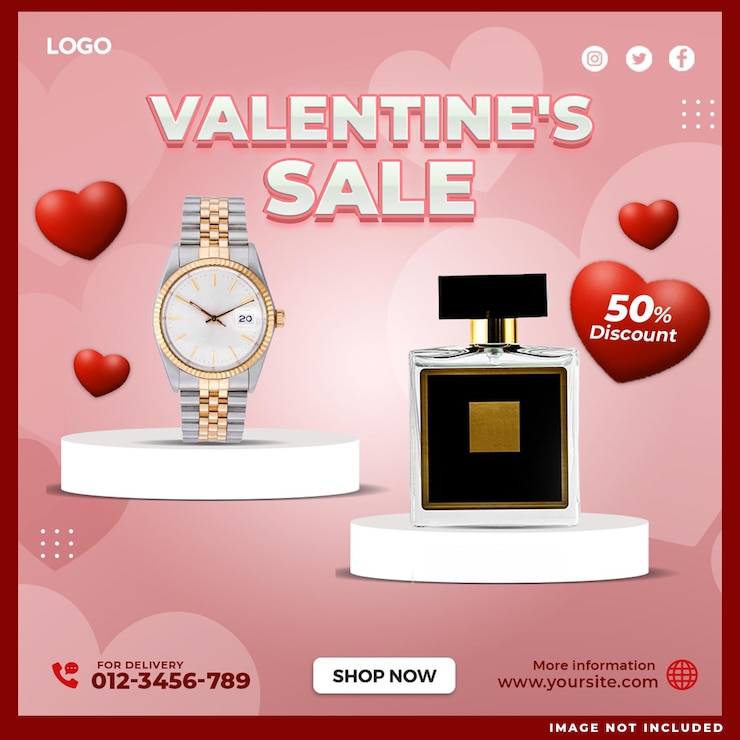 LOGO
VALENTINE'S
SALE
20
50%
Discount
FOR DELIVERY
012-3456-789
SHOP NOW
More information
www.yoursite.com
IMAGE NOT INCLUDED